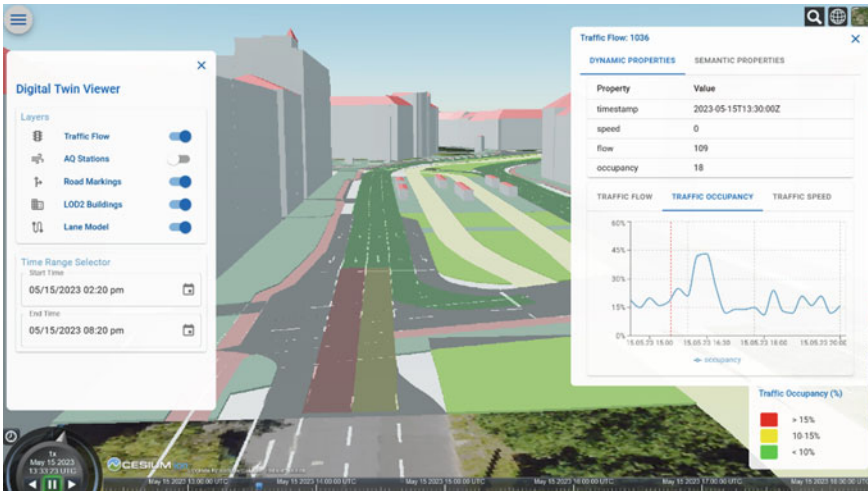 Digital Twin Viewer
Layers
Traffic Flow
AQ Stations
Road Markings
LOD2 Buildings
Lane Model
Time Range Selector
Start Time
05/15/2023 02:20 pm
End Time
05/15/2023 08:20 pm
Traffic Flow: 1036
DYNAMIC PROPERTIES SEMANTIC PROPERTIES
Property Value
timestamp 2023-05-15T13:30:00Z
speed 0
flow 109
occupancy 18
TRAFFIC FLOW TRAFFIC OCCUPANCY TRAFFIC SPEED
60%
45%
30%
15%
0%
15.05.23 15:00 15.05.23 16:30 15.05.23 18:00 15.05.23 20:00
occupancy
Traffic Occupancy (%)
> 15%
10-15%
< 10%
1x
May 15 2023
13:33:23 UTC
CESIUM
May 15 2023 13:00:00 UTC May 15 2023 14:00:00 UTC May 15 2023 15:00:00 UTC May 15 2023 16:00:00 UTC May 15 2023 17:00:00 UTC May 15 2023 18:00:00 UTC